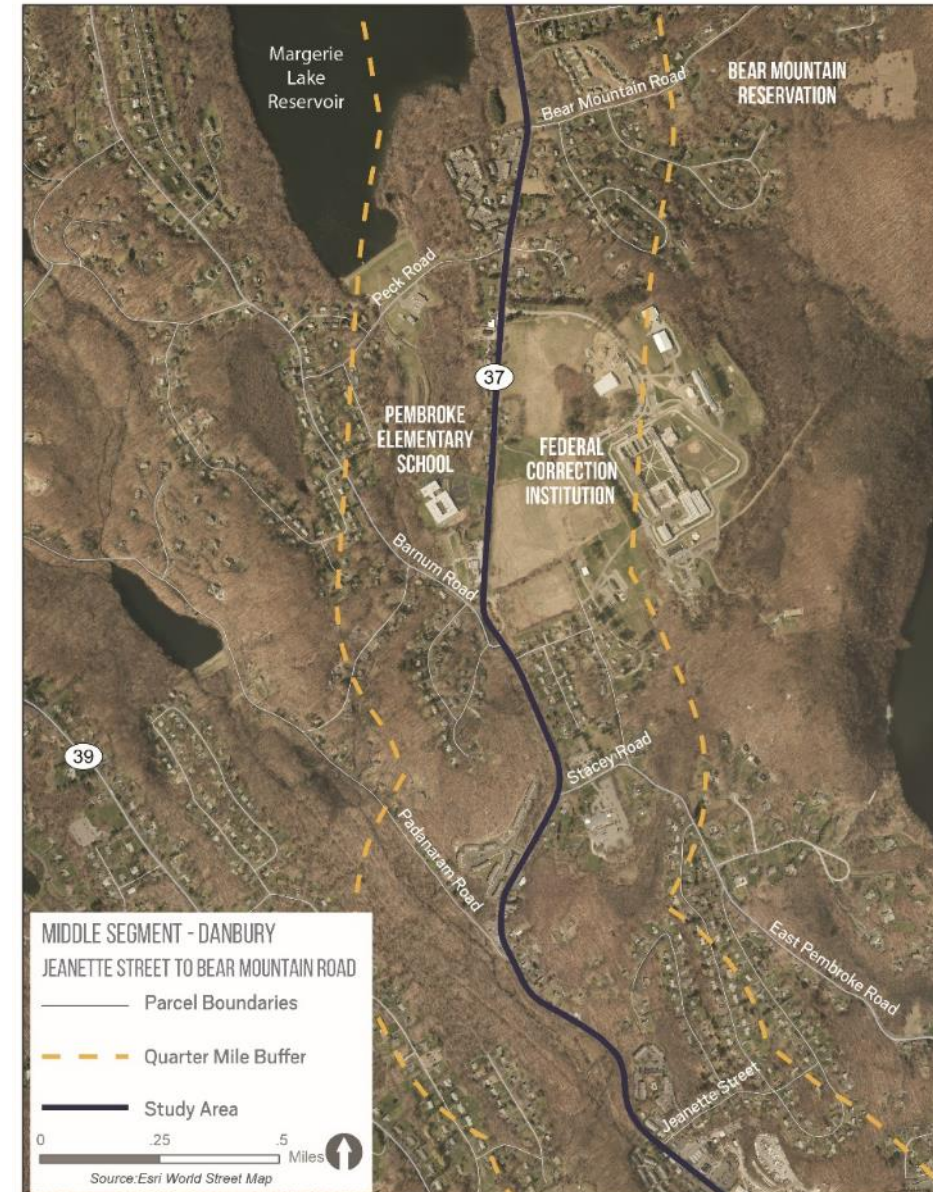 Margerie
Lake
Reservoir
Bear Mountain Road
BEAR MOUNTAIN
RESERVATION
Peck Road
37
PEMBROKE
ELEMENTARY
SCHOOL
FEDERAL
CORRECTION
INSTITUTION
Barnum Road
39
Stacey Road
Padanaram Road
East Pembroke Road
Jeanette Street
MIDDLE SEGMENT - DANBURY
JEANETTE STREET TO BEAR MOUNTAIN ROAD
Parcel Boundaries
Quarter Mile Buffer
Study Area
0 .25 .5
Miles
Source:Esri World Street Map